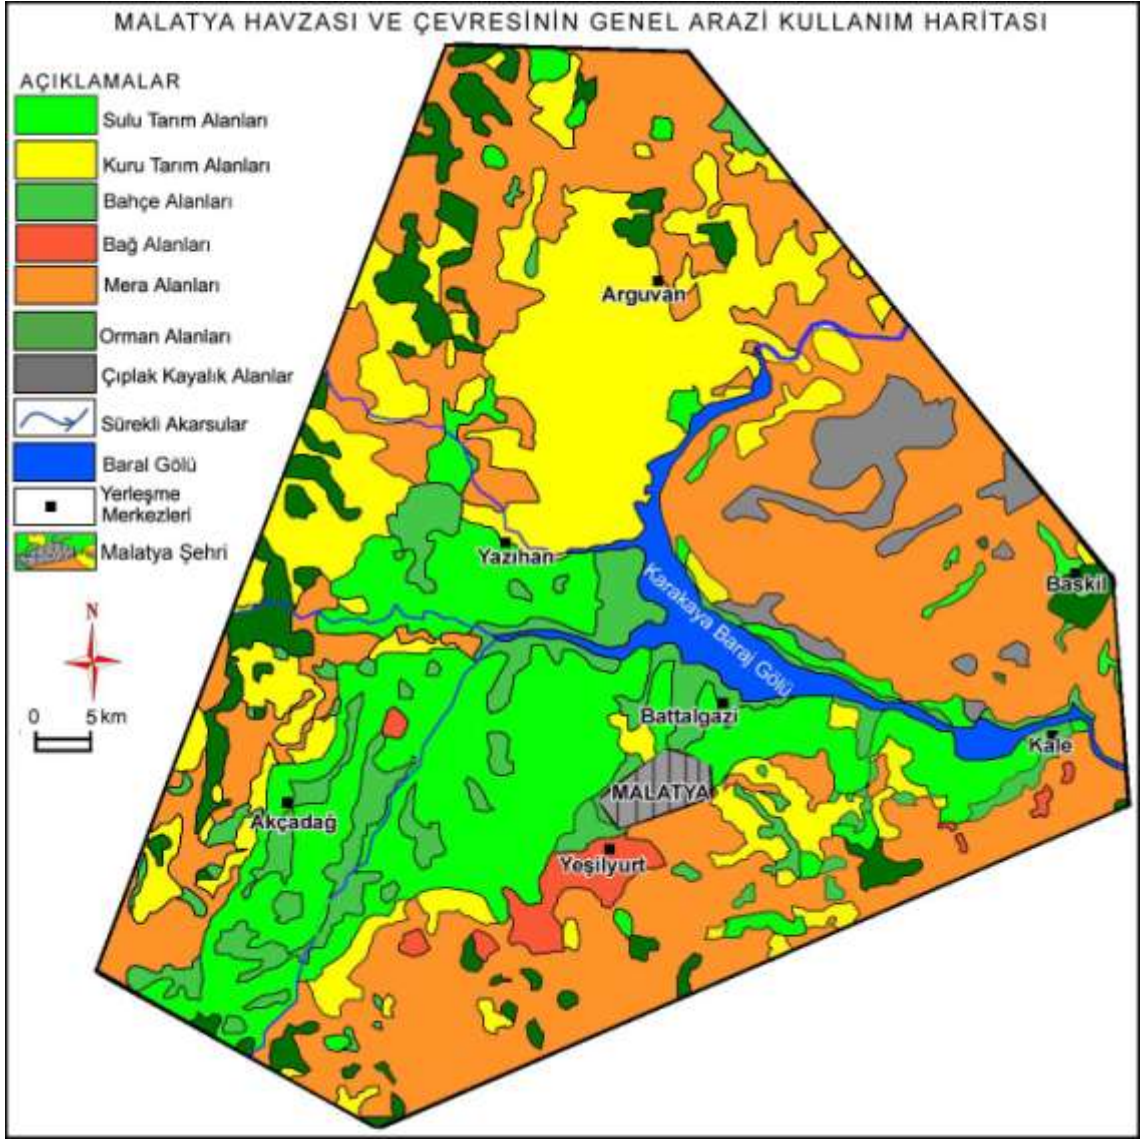 MALATYA HAVZASI VE ÇEVRESİNİN GENEL ARAZİ KULLANIM HARİTASI
AÇIKLAMALAR
Sulu Tarım Alanları
Kuru Tarım Alanları
Bahçe Alanları
Bağ Alanları
Mera Alanları
Orman Alanları
Çıplak Kayalık Alanlar
Sürekli Akarsular
Baral Gölü
Yerleşme
Merkezleri
Malatya Şehri
N
0 5 km
Arguvan
Yazıhan
Karakaya Baraj Gölü
Baskil
Battalgazi
Kale
MALATYA
Akçadağ
Yeşilyurt